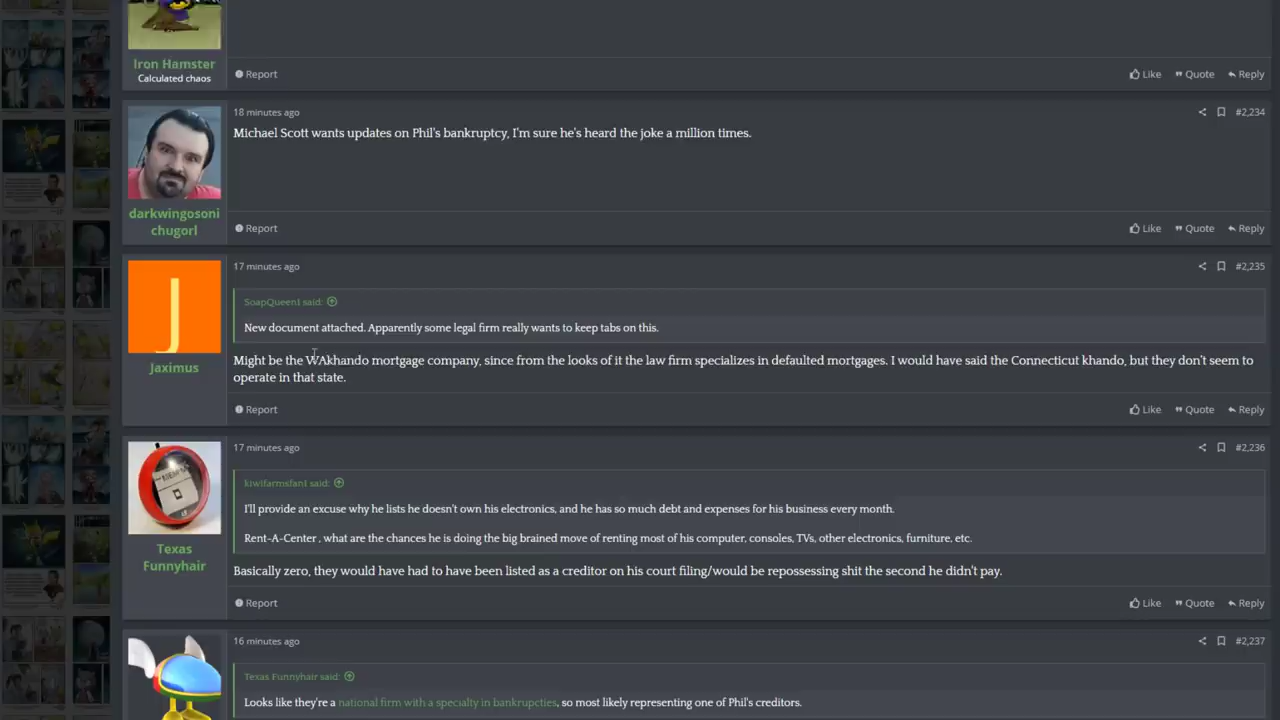 Iron Hamster
Calculated chaos
Report
Like Quote Reply
18 minutes ago #2,234
Michael Scott wants updates on Phil's bankruptcy, I'm sure he's heard the joke a million times.
darkwingosoni
chugorl
Report
Like Quote Reply
17 minutes ago #2,235
J
SoapQueen1 said:
New document attached. Apparently some legal firm really wants to keep tabs on this.
Might be the WAkhando mortgage company, since from the looks of it the law firm specializes in defaulted mortgages. I would have said the Connecticut khando, but they don't seem to
operate in that state.
Jaximus
Report
Like Quote Reply
17 minutes ago #2,236
kiwifarmsfan1 said:
I'll provide an excuse why he lists he doesn't own his electronics, and he has so much debt and expenses for his business every month.
Rent-A-Center , what are the chances he is doing the big brained move of renting most of his computer, consoles, TVs, other electronics, furniture, etc.
Texas
Funnyhair
Basically zero, they would have had to have been listed as a creditor on his court filing/would be repossessing shit the second he didn't pay.
Report
Like Quote Reply
16 minutes ago #2,237
Texas Funnyhair said:
Looks like they're a national firm with a specialty in bankrupcties, so most likely representing one of Phil's creditors.